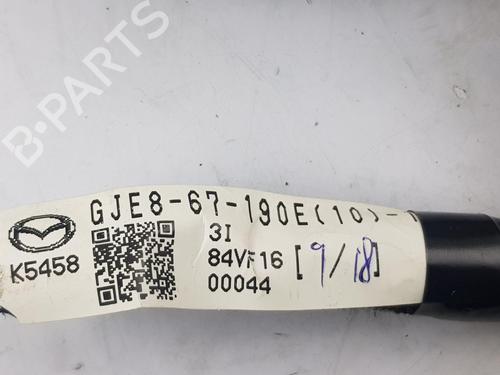 B-PARTS
GJE8-67-190E(10)-
K5458
3I
84VF16
00044
[9/18]